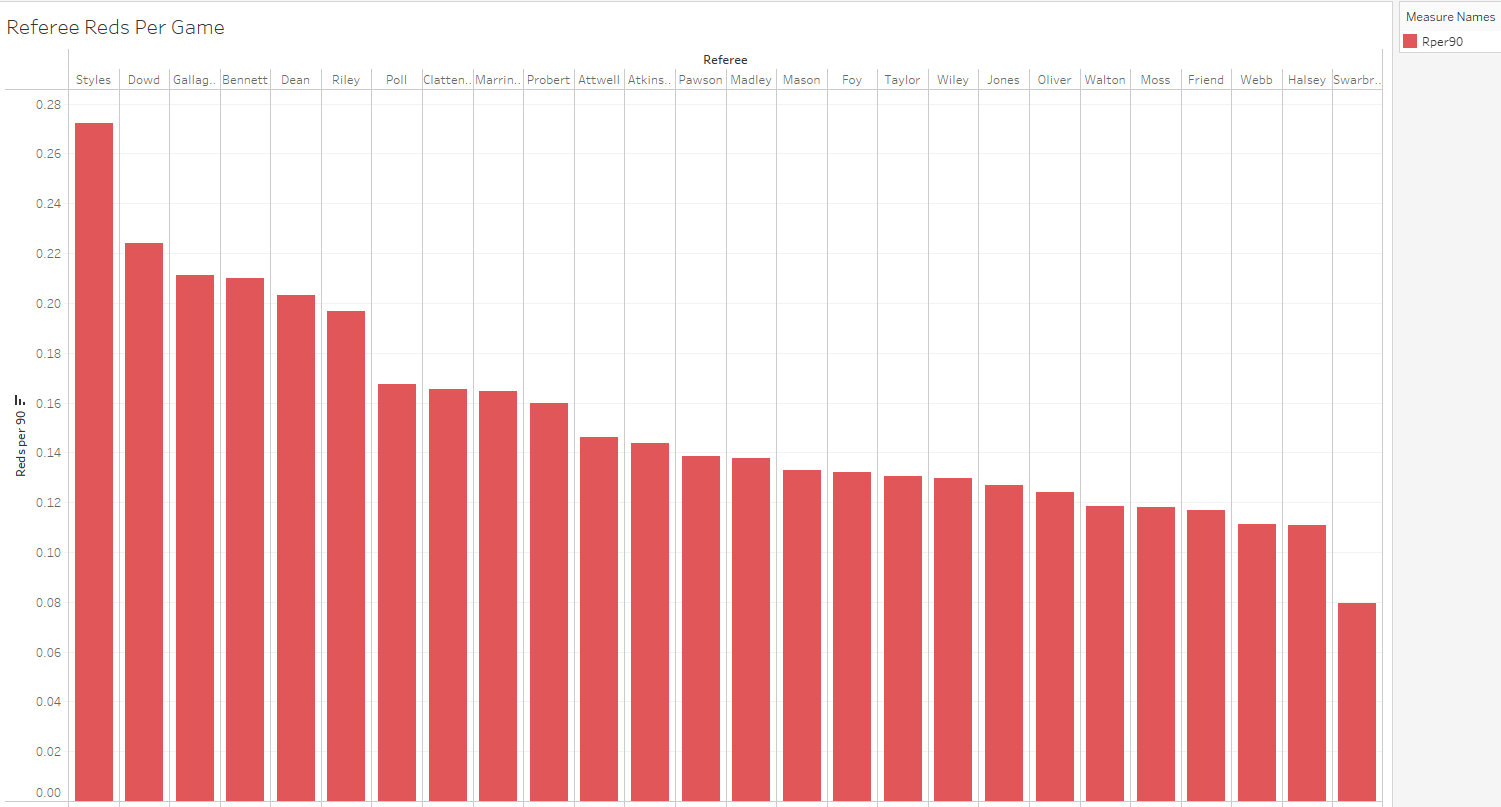 Referee Reds Per Game
Measure Names
Rper90
Referee
Styles Dowd Gallag.. Bennett Dean Riley Poll Clatten.. Marrin.. Probert Attwell Atkins.. Pawson Madley Mason Foy Taylor Wiley Jones Oliver Walton Moss Friend Webb Halsey Swarbr..
0.28
0.26
0.24
0.22
0.20
0.18
0.16
0.14
0.12
0.10
0.08
0.06
0.04
0.02
0.00
Reds per 90